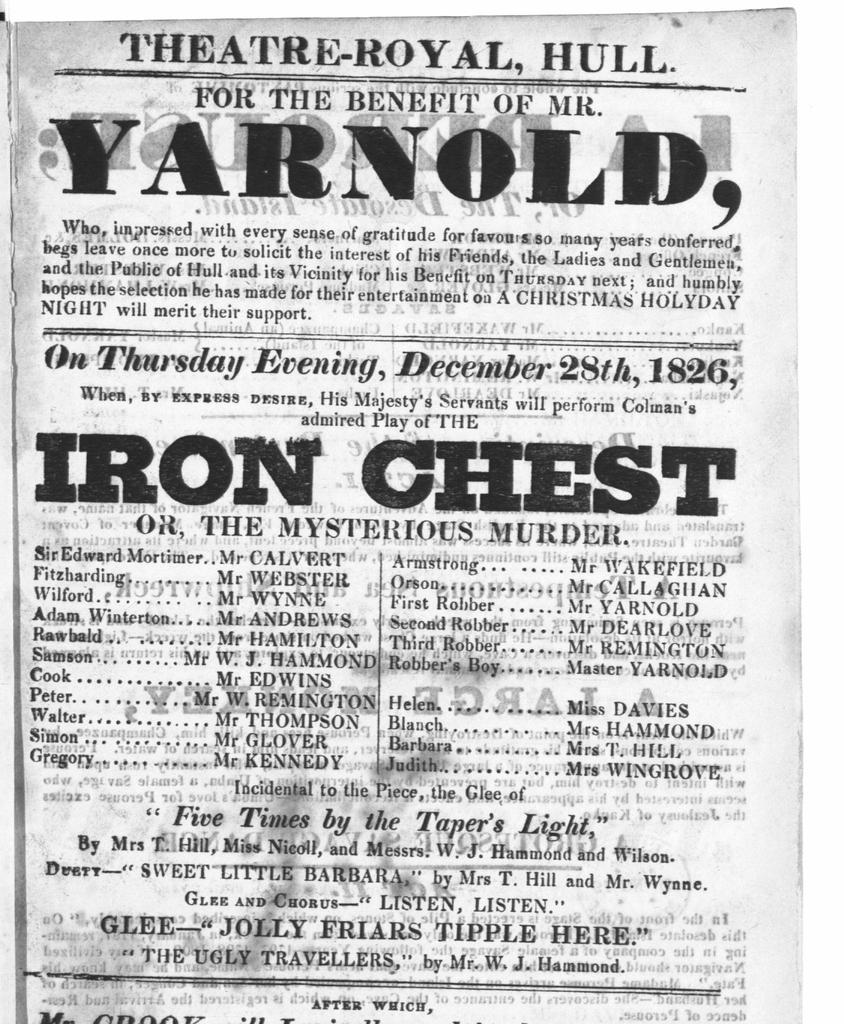 THEATRE-ROYAL, HULL.
FOR THE BENEFIT OF MR.
YARNOLD,
Who, impressed with every sense of gratitude for favours so many years conferred,
begs leave once more to solicit the interest of his Friends, the Ladies and Gentlemen,
and the Public of Hull and its Vicinity for his Benefit on THURSDAY next; and humbly
hopes the selection he has made for their entertainment on A CHRISTMAS HOLYDAY
NIGHT will merit their support.
On Thursday Evening, December 28th, 1826,
When, BY EXPRESS DESIRE, His Majesty's Servants will perform Colman's
admired Play of THE
IRON CHEST
OR, THE MYSTERIOUS MURDER.
Sir Edward Mortimer..Mr CALVERT
Fitzharding.........Mr WEBSTER
Wilford............Mr WYNNE
Adam Winterton.....Mr ANDREWS
Rawbald............Mr HAMILTON
Samson.........Mr W. J. HAMMOND
Cook...............Mr EDWINS
Peter............Mr W. REMINGTON
Walter............Mr THOMPSON
Simon.............Mr GLOVER
Gregory...........Mr KENNEDY
Armstrong..........Mr WAKEFIELD
Orson..............Mr CALLAGHAN
First Robber.......Mr YARNOLD
Second Robber......Mr DEARLOVE
Third Robber.......Mr REMINGTON
Robber's Boy.......Master YARNOLD
Helen..............Miss DAVIES
Blanch.............Mrs HAMMOND
Barbara............Mrs T. HILL
Judith.............Mrs WINGROVE
Incidental to the Piece, the Glee of
"Five Times by the Taper's Light,"
By Mrs T. Hill, Miss Nicoll, and Messrs. W. J. Hammond and Wilson.
DUETT—"SWEET LITTLE BARBARA," by Mrs T. Hill and Mr. Wynne.
GLEE AND CHORUS—"LISTEN, LISTEN."
GLEE—"JOLLY FRIARS TIPPLE HERE."
"THE UGLY TRAVELLERS," by Mr. W. J. Hammond.
AFTER WHICH,
Mr CROOK will